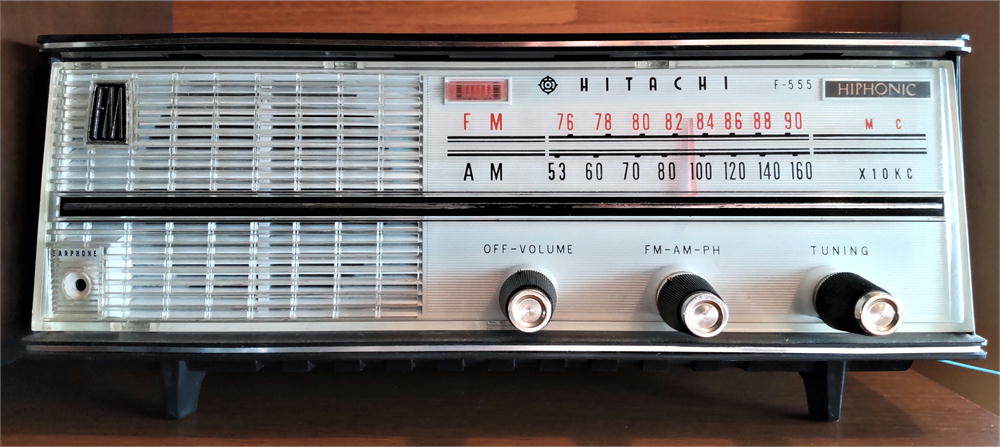 FM
HITACHI F-555 HIPHONIC
FM 76 78 80 82 84 86 88 90 MC
AM 53 60 70 80 100 120 140 160 X10KC
EARPHONE
OFF-VOLUME FM-AM-PH TUNING